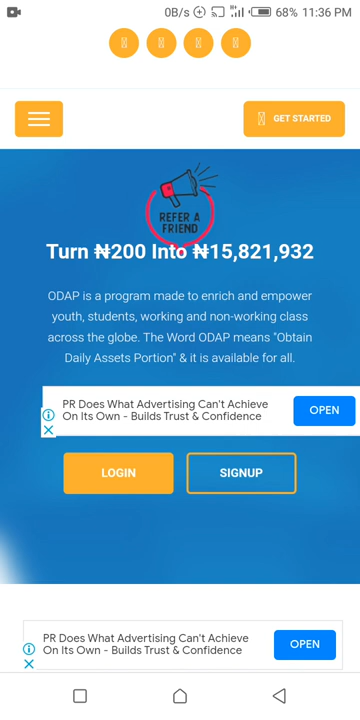 0B/s 68% 11:36 PM
GET STARTED
REFER A
FRIEND
Turn ₦200 Into ₦15,821,932
ODAP is a program made to enrich and empower
youth, students, working and non-working class
across the globe. The Word ODAP means "Obtain
Daily Assets Portion" & it is available for all.
PR Does What Advertising Can't Achieve
On Its Own - Builds Trust & Confidence
OPEN
LOGIN
SIGNUP
PR Does What Advertising Can't Achieve
On Its Own - Builds Trust & Confidence
OPEN